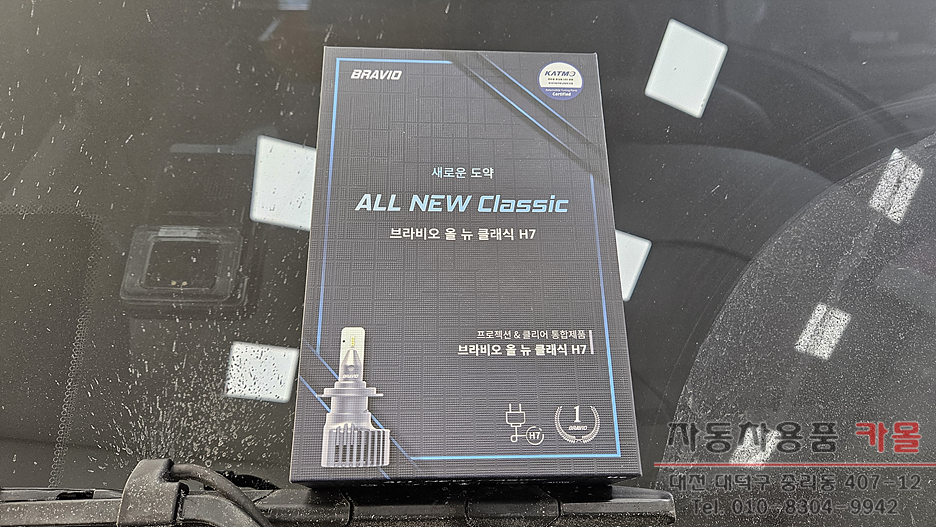 BRAVIO
KATMO
Certified
새로운 도약
ALL NEW Classic
브라비오 올 뉴 클래식 H7
프로젝션 & 클리어 통합제품
브라비오 올 뉴 클래식 H7
BRAVIO
H7
1
BRAVIO
자동차용품 카몰
대전 대덕구 중리동 407-12
Tel. 010-8304-9942